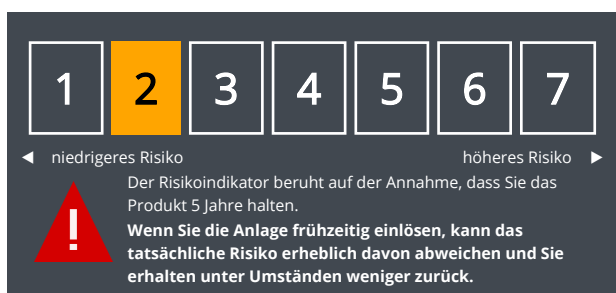 1 2 3 4 5 6 7
niedrigeres Risiko höheres Risiko
Der Risikoindikator beruht auf der Annahme, dass Sie das
Produkt 5 Jahre halten.
Wenn Sie die Anlage frühzeitig einlösen, kann das
tatsächliche Risiko erheblich davon abweichen und Sie
erhalten unter Umständen weniger zurück.